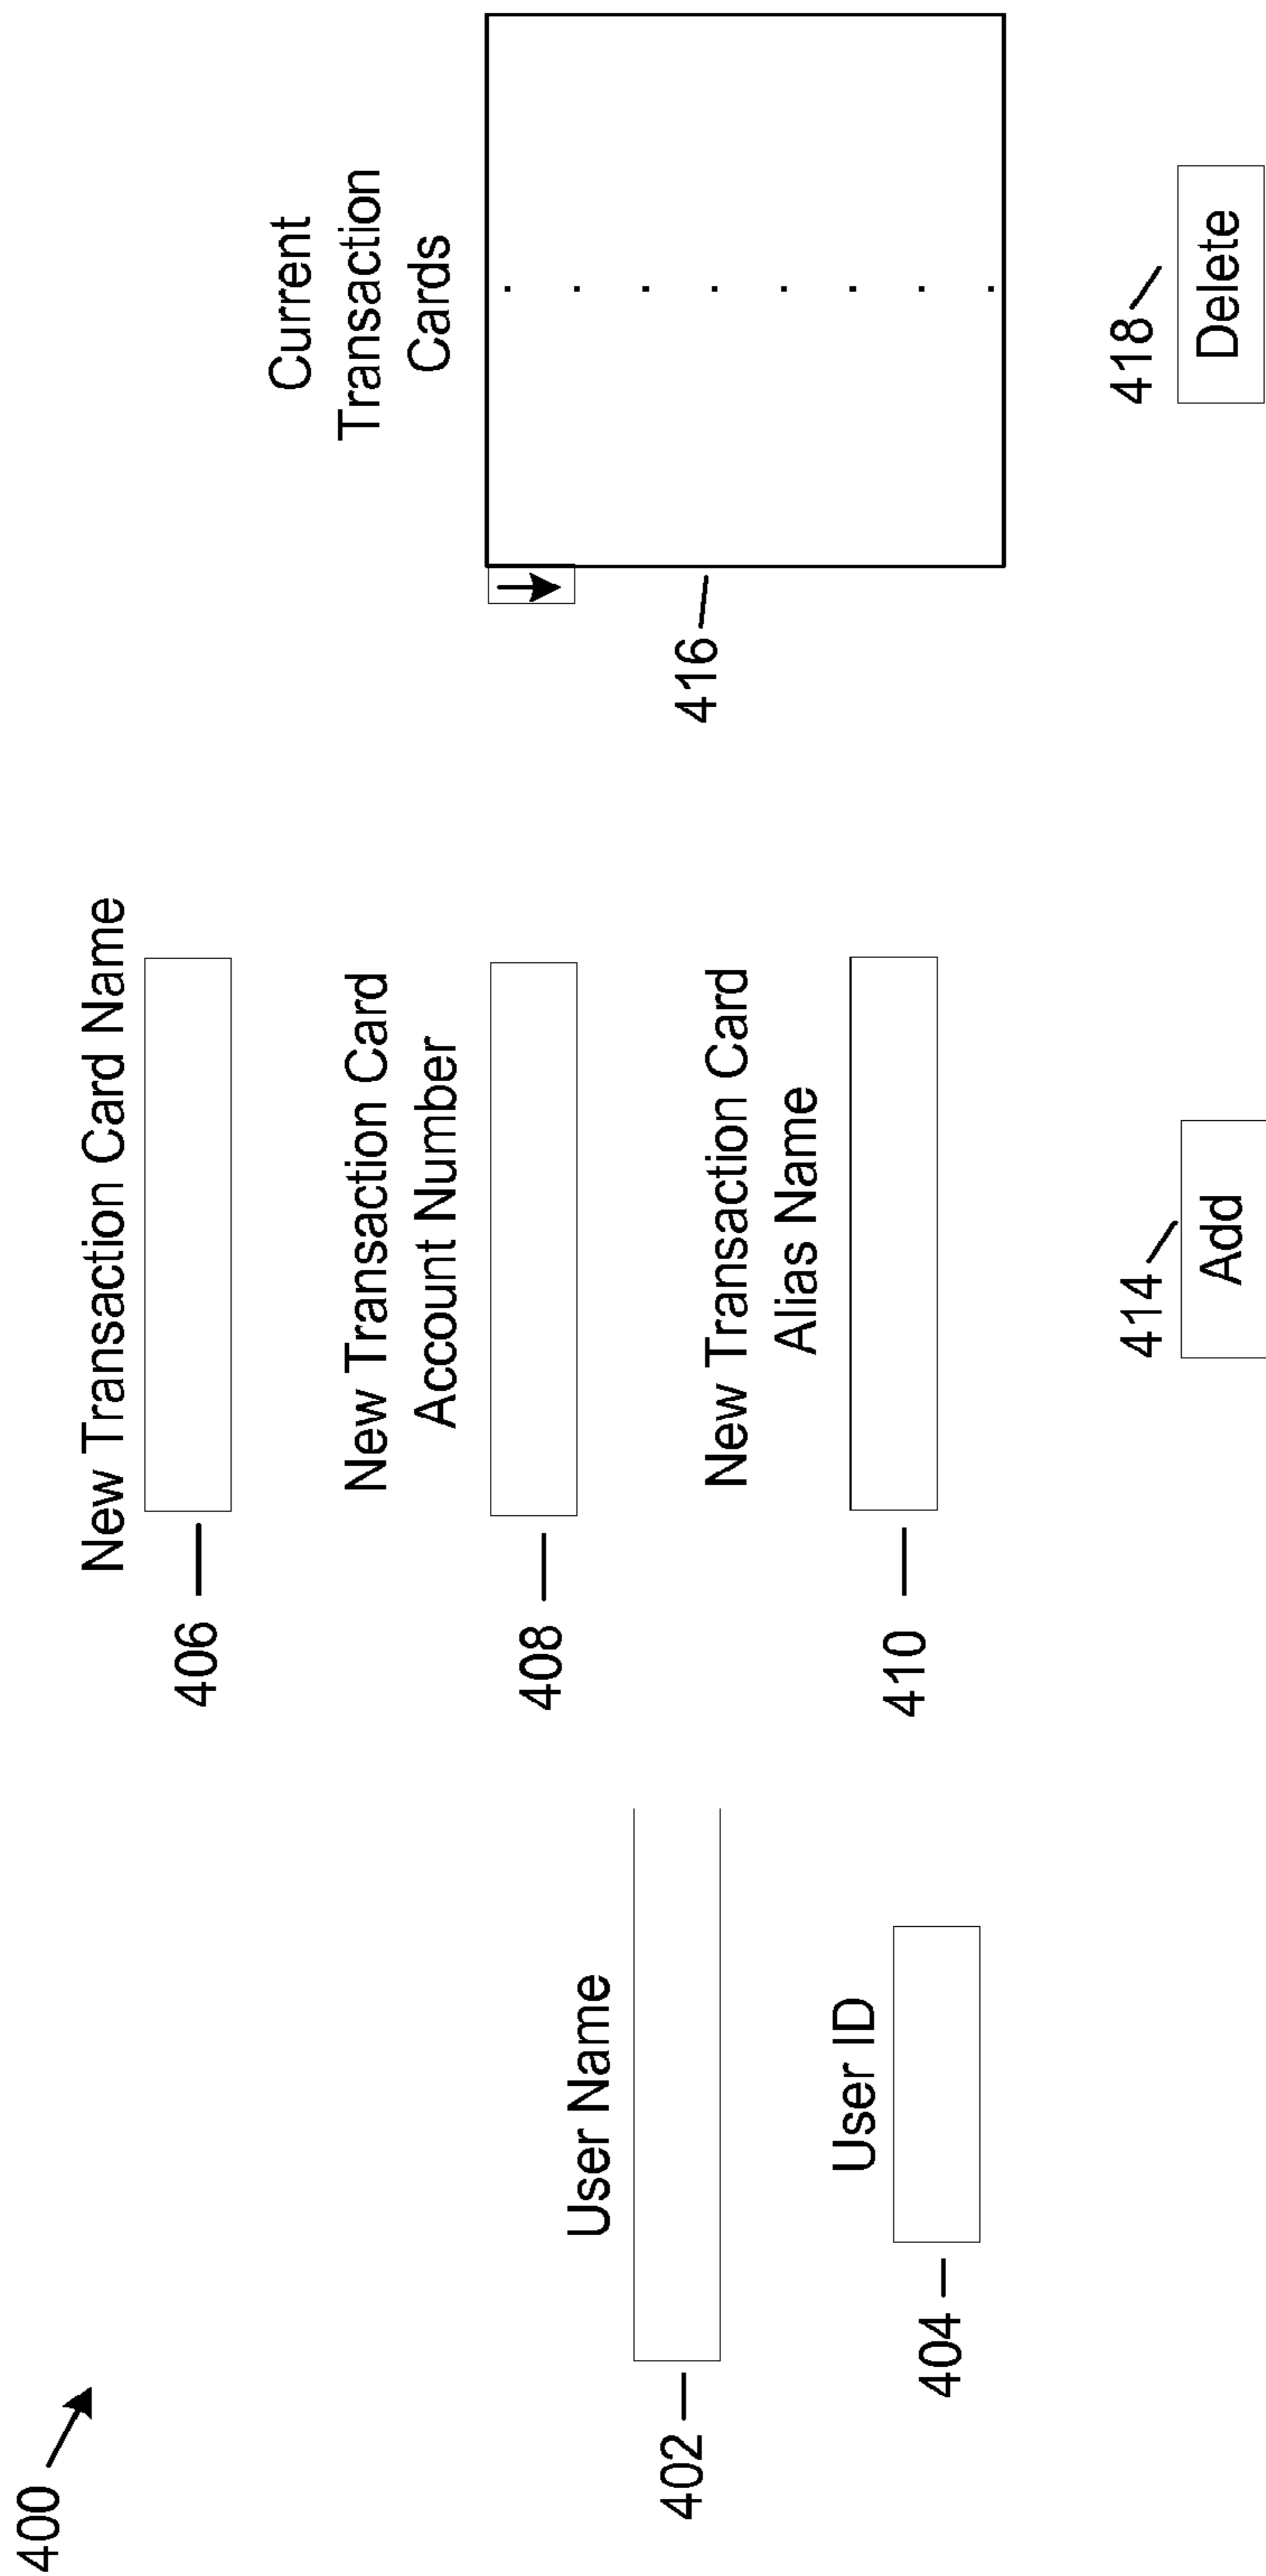 400
402
User Name
404
User ID
406
New Transaction Card Name
408
New Transaction Card
Account Number
410
New Transaction Card
Alias Name
414
Add
Current
Transaction
Cards
416
418
Delete